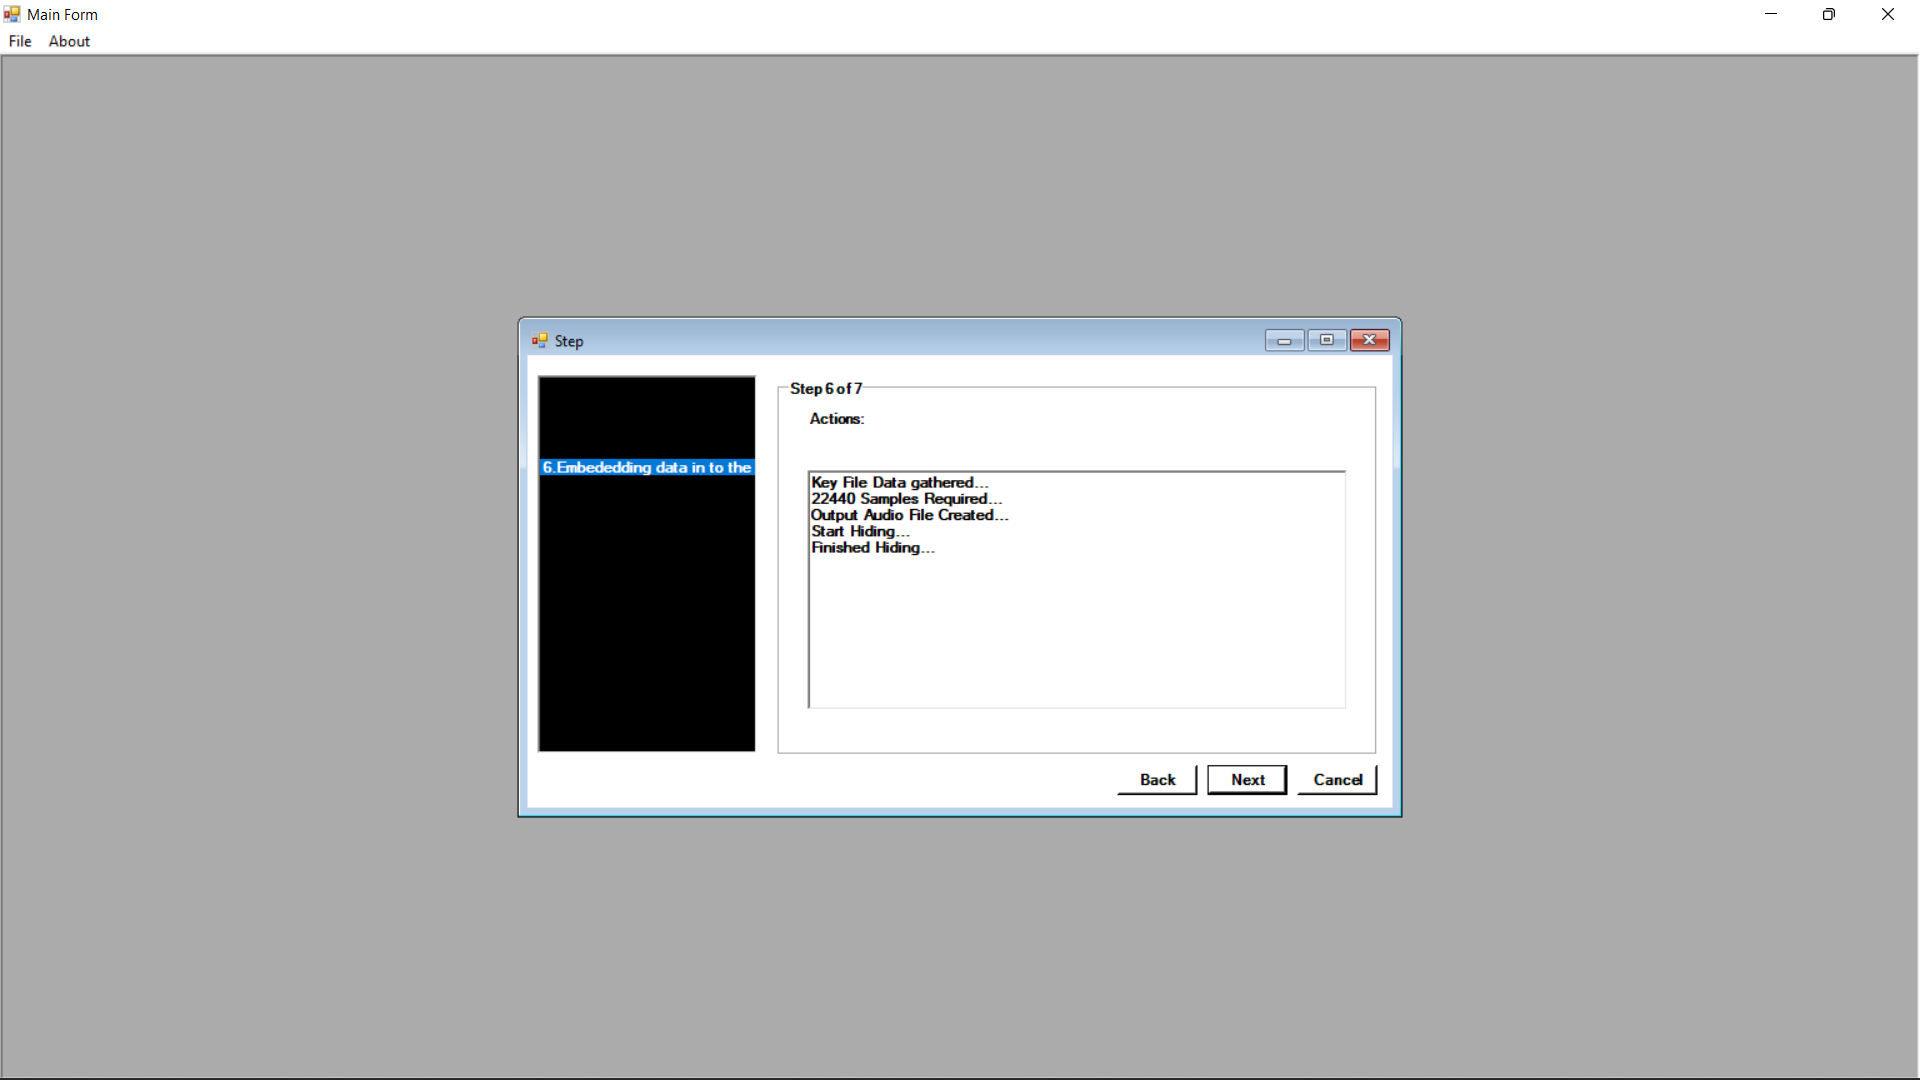 Main Form
File About
Step
Step 6 of 7
Actions:
6.Embededding data in to the
Key File Data gathered...
22440 Samples Required...
Output Audio File Created...
Start Hiding...
Finished Hiding...
Back Next Cancel